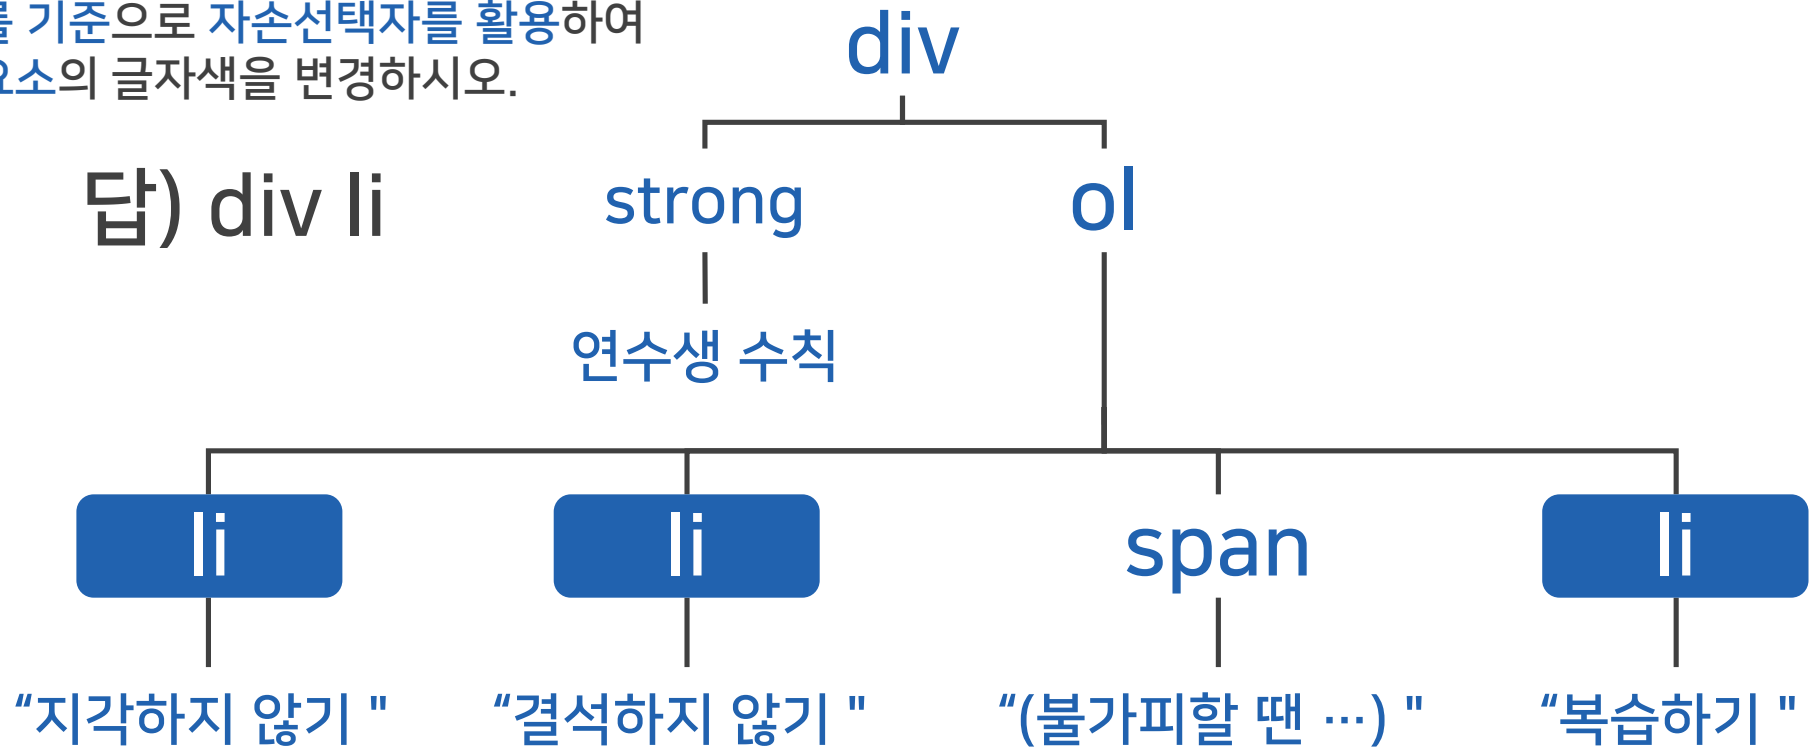 기준으로 자손선택자를 활용하여
요소의 글자색을 변경하시오.
div
답) div li
strong
ol
연수생 수칙
li
li
span
li
“지각하지 않기 "
“결석하지 않기 "
“(불가피할 땐 …) "
“복습하기 "